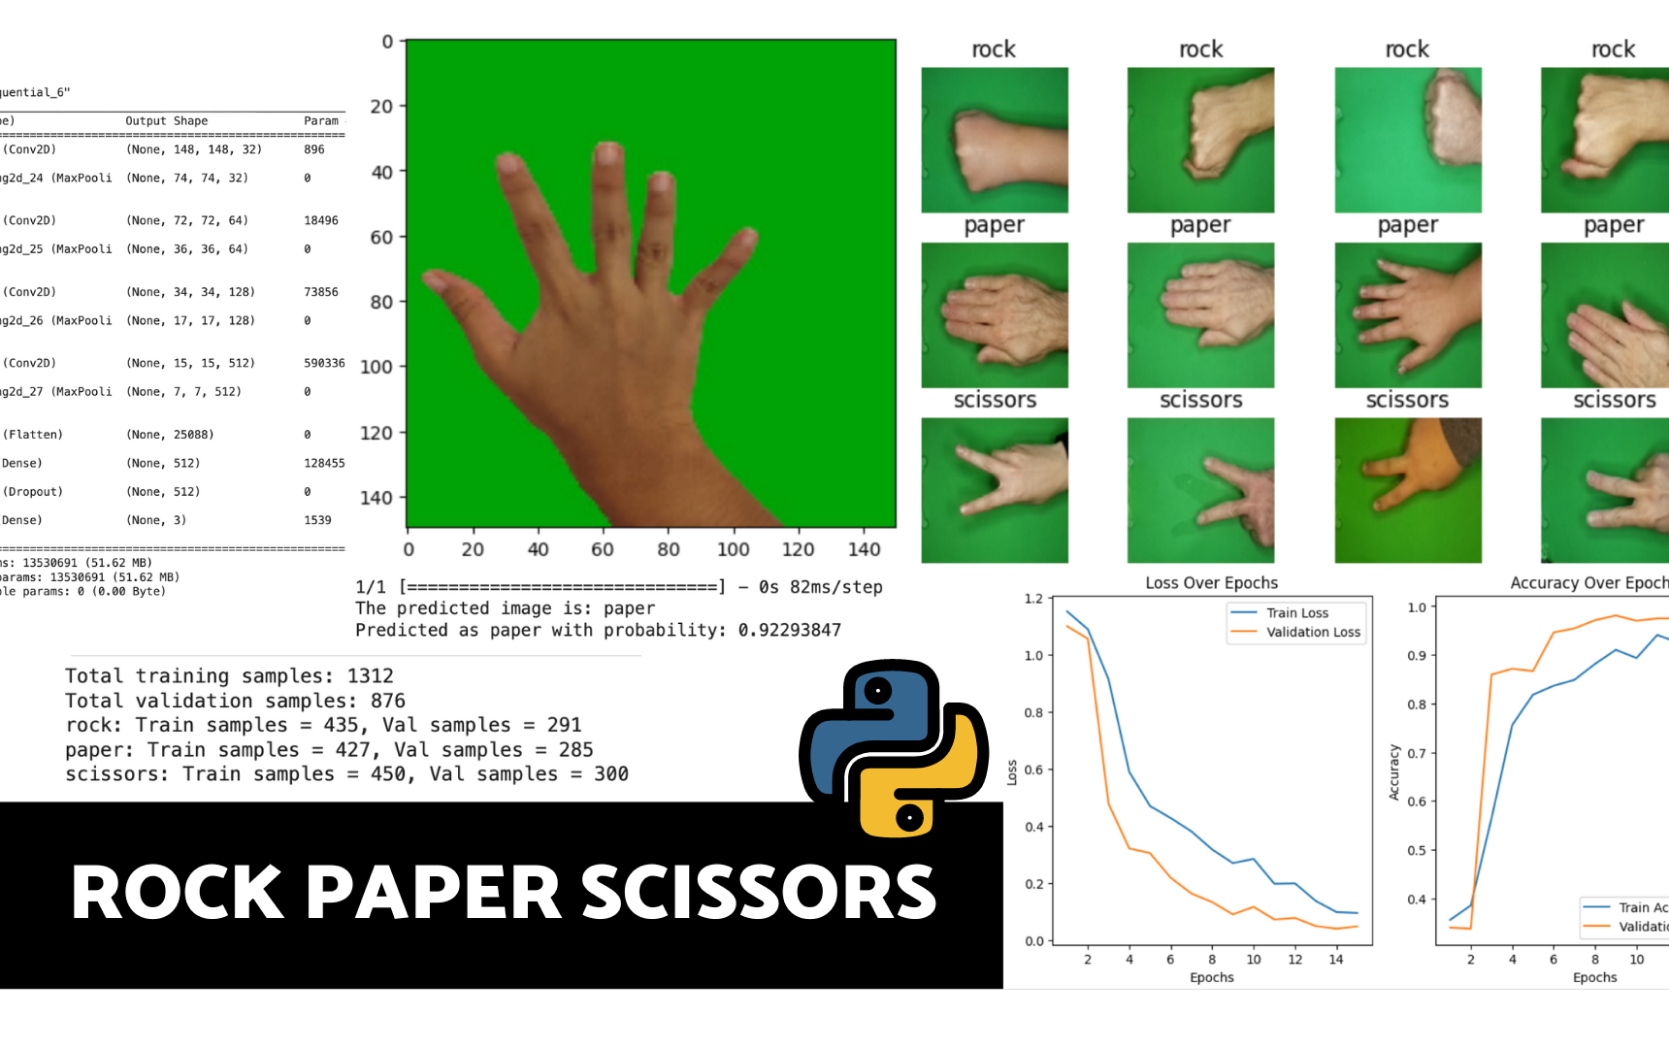 quential_6"
pe) Output Shape Param
(Conv2D) (None, 148, 148, 32) 896
ng2d_24 (MaxPooli (None, 74, 74, 32) 0
(Conv2D) (None, 72, 72, 64) 18496
ng2d_25 (MaxPooli (None, 36, 36, 64) 0
(Conv2D) (None, 34, 34, 128) 73856
ng2d_26 (MaxPooli (None, 17, 17, 128) 0
(Conv2D) (None, 15, 15, 512) 590336
ng2d_27 (MaxPooli (None, 7, 7, 512) 0
(Flatten) (None, 25088) 0
Dense) (None, 512) 128455
(Dropout) (None, 512) 0
Dense) (None, 3) 1539
ms: 13530691 (51.62 MB)
params: 13530691 (51.62 MB)
ble params: 0 (0.00 Byte)
0
20
40
60
80
100
120
140
0 20 40 60 80 100 120 140
1/1 [==============================] - 0s 82ms/step
The predicted image is: paper
Predicted as paper with probability: 0.92293847
rock rock rock rock
paper paper paper paper
scissors scissors scissors scissors
Total training samples: 1312
Total validation samples: 876
rock: Train samples = 435, Val samples = 291
paper: Train samples = 427, Val samples = 285
scissors: Train samples = 450, Val samples = 300
ROCK PAPER SCISSORS
Loss Over Epochs
Train Loss
Validation Loss
1.2
1.0
0.8
0.6
0.4
0.2
0.0
Loss
2 4 6 8 10 12 14
Epochs
Accuracy Over Epoch
1.0
0.9
0.8
0.7
0.6
0.5
0.4
Accuracy
Train Ac
Validatio
2 4 6 8 10
Epochs